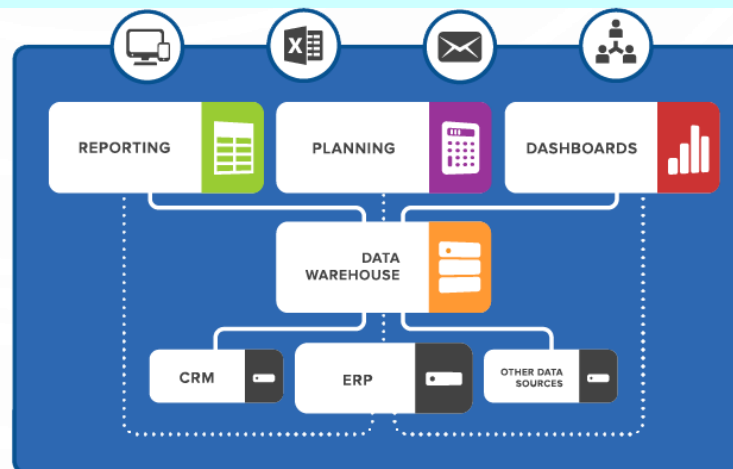 X
REPORTING
PLANNING
DASHBOARDS
DATA
WAREHOUSE
CRM
ERP
OTHER DATA
SOURCES